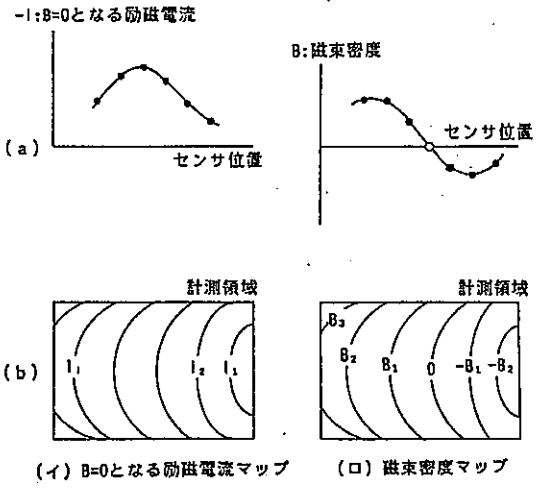 -I:B=0となる励磁電流
B:磁束密度
(a)
センサ位置
センサ位置
計測領域
計測領域
(b)
I₁
I₂
I₁
B₃
B₂
B₁
0
-B₁
-B₂
(イ) B=0となる励磁電流マップ
(ロ) 磁束密度マップ